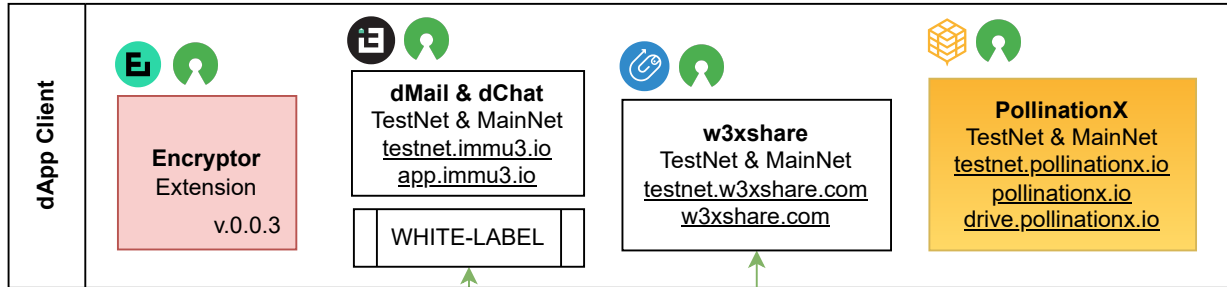 dApp Client
Encryptor
Extension
v.0.0.3
dMail & dChat
TestNet & MainNet
testnet.immu3.io
app.immu3.io
WHITE-LABEL
w3xshare
TestNet & MainNet
testnet.w3xshare.com
w3xshare.com
PollinationX
TestNet & MainNet
testnet.pollinationx.io
pollinationx.io
drive.pollinationx.io